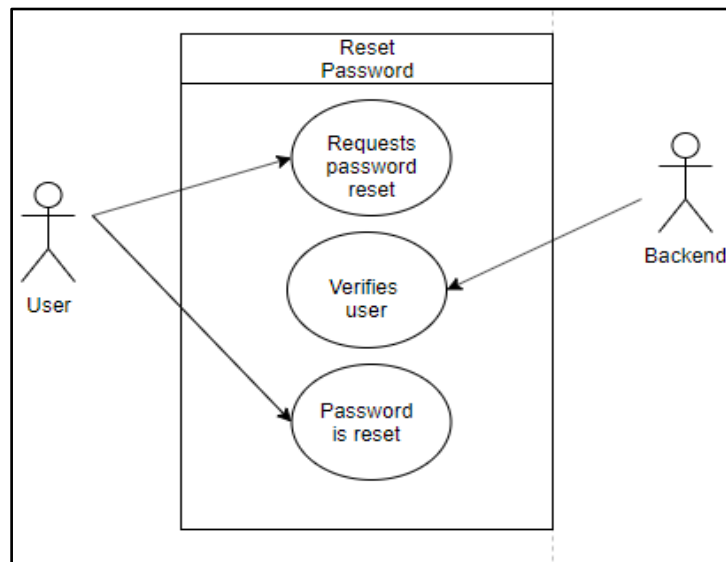 Reset
Password
Requests
password
reset
Verifies
user
Password
is reset
User
Backend